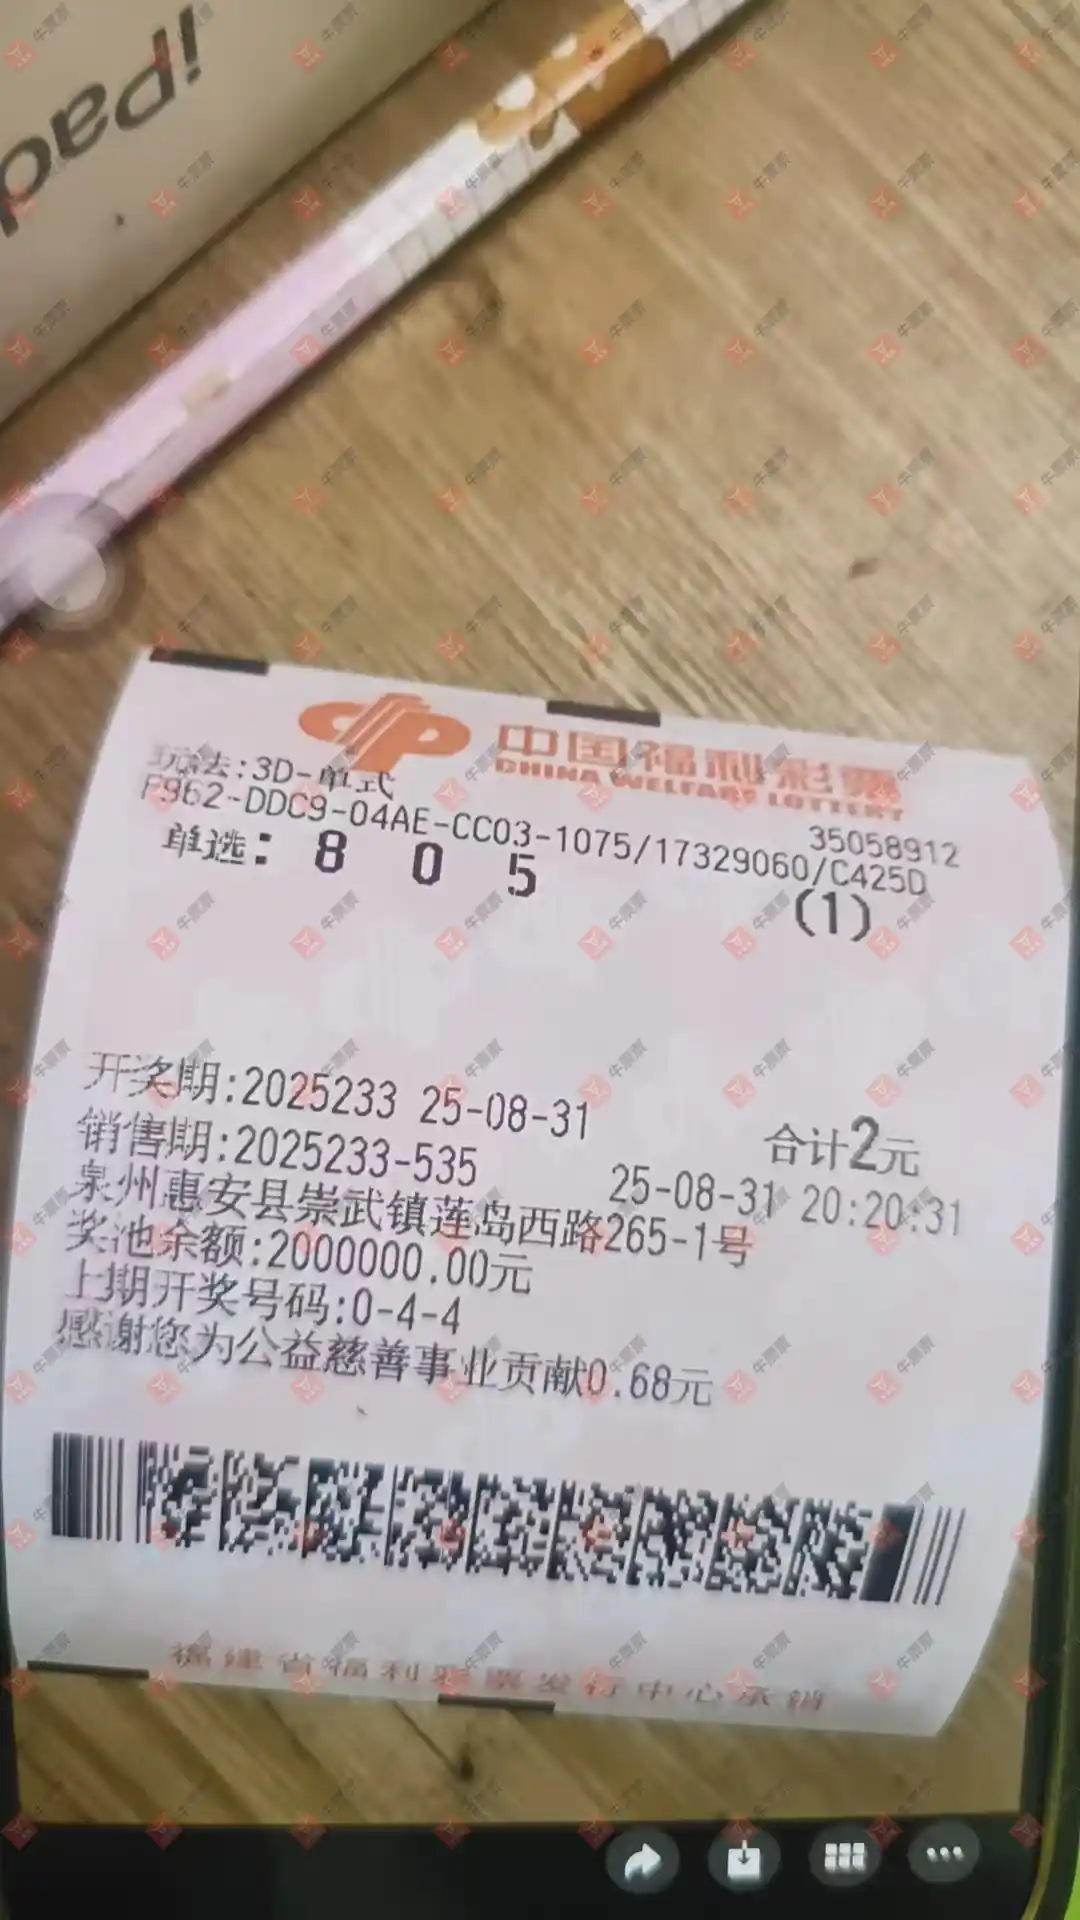 iPad
中国福利彩票
CHINA WELFARE LOTTERY
玩法:3D-单式
35058912
F962-DDC9-04AE-CC03-1075/17329060/C425D
单选: 8 0 5 (1)
开奖期:2025233 25-08-31 合计2元
销售期:2025233-535 25-08-31 20:20:31
泉州惠安县崇武镇莲岛西路265-1号
奖池余额:2000000.00元
上期开奖号码:0-4-4
感谢您为公益慈善事业贡献0.68元
福建省福利彩票发行中心承销